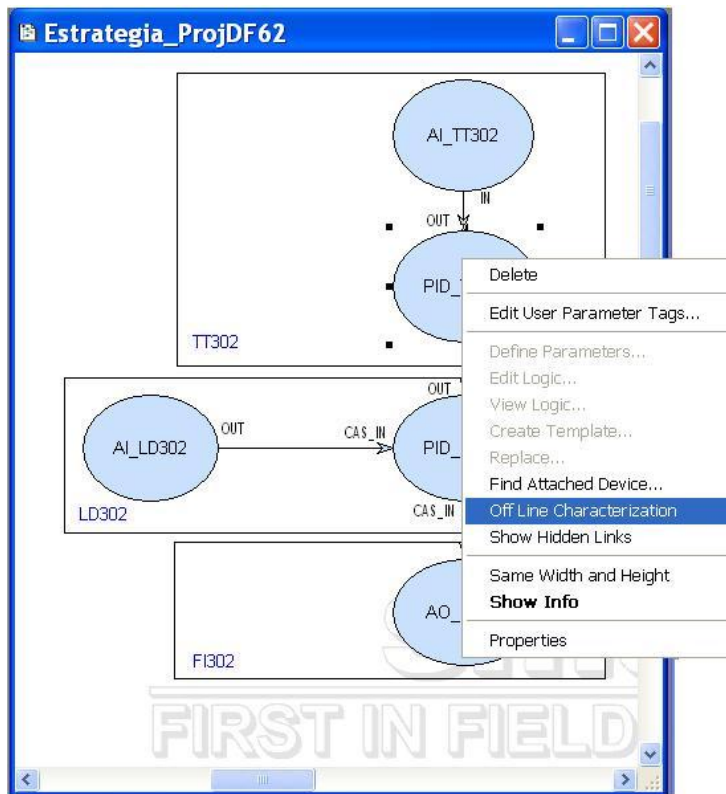 Estrategia_ProjDF62
AI_TT302
IN
OUT
PID_
TT302
OUT
AI_LD302
OUT
CAS_IN
PID_
CAS_IN
LD302
AO_
FI302
FIRST IN FIELD
Delete
Edit User Parameter Tags...
Define Parameters...
Edit Logic...
View Logic...
Create Template...
Replace...
Find Attached Device...
Off Line Characterization
Show Hidden Links
Same Width and Height
Show Info
Properties